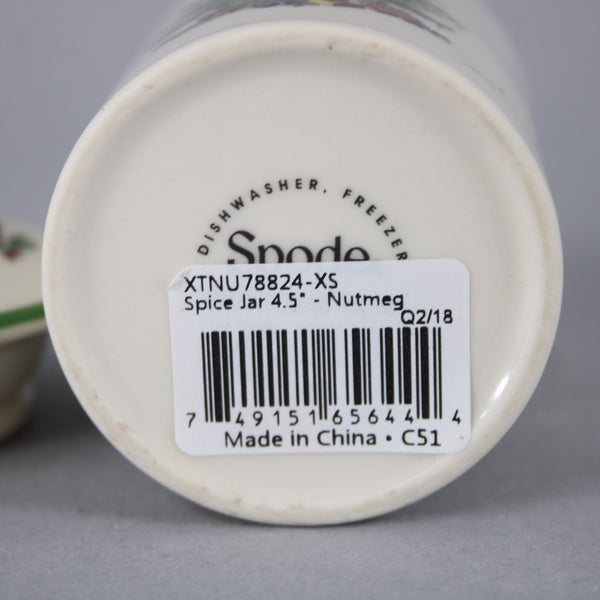 DISHWASHER, FREEZER
Spode
XTNU78824-XS
Spice Jar 4.5" - Nutmeg
Q2/18
7 49151 65644 4
Made in China • C51